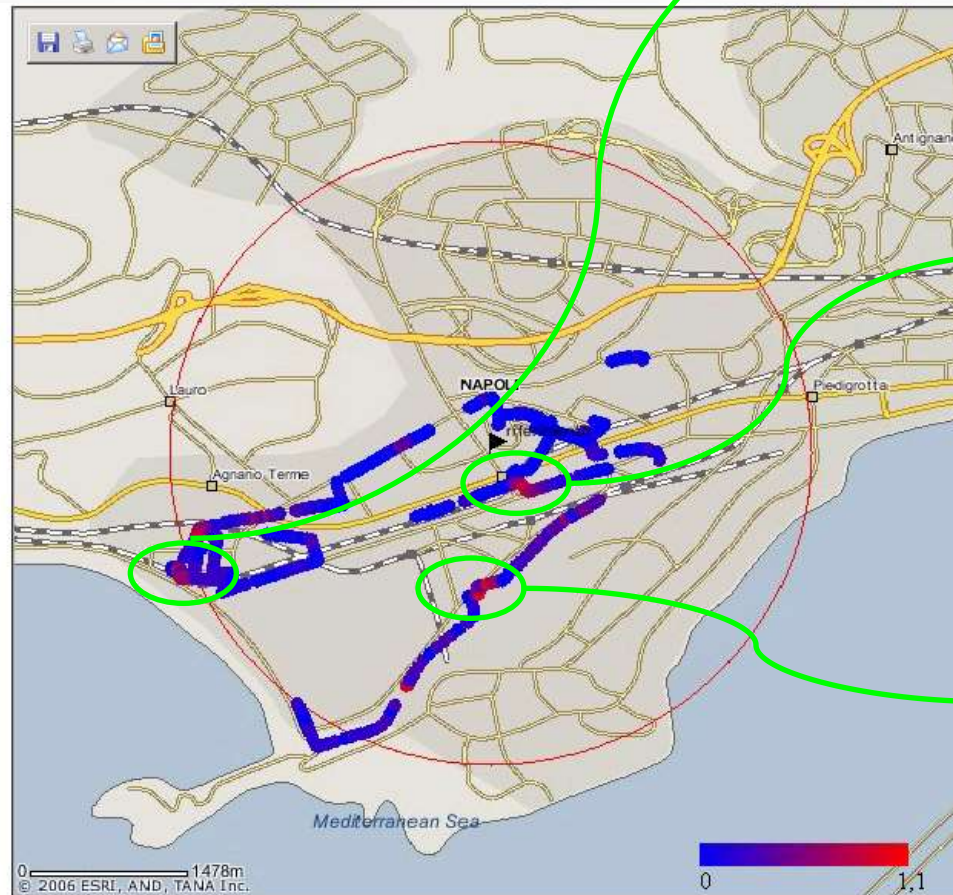 Antignano
NAPOLI
Lauro
Piedigrotta
Agnano Terme
Mediterranean Sea
0 1478m
© 2006 ESRI, AND, TANA Inc.
0 1,1